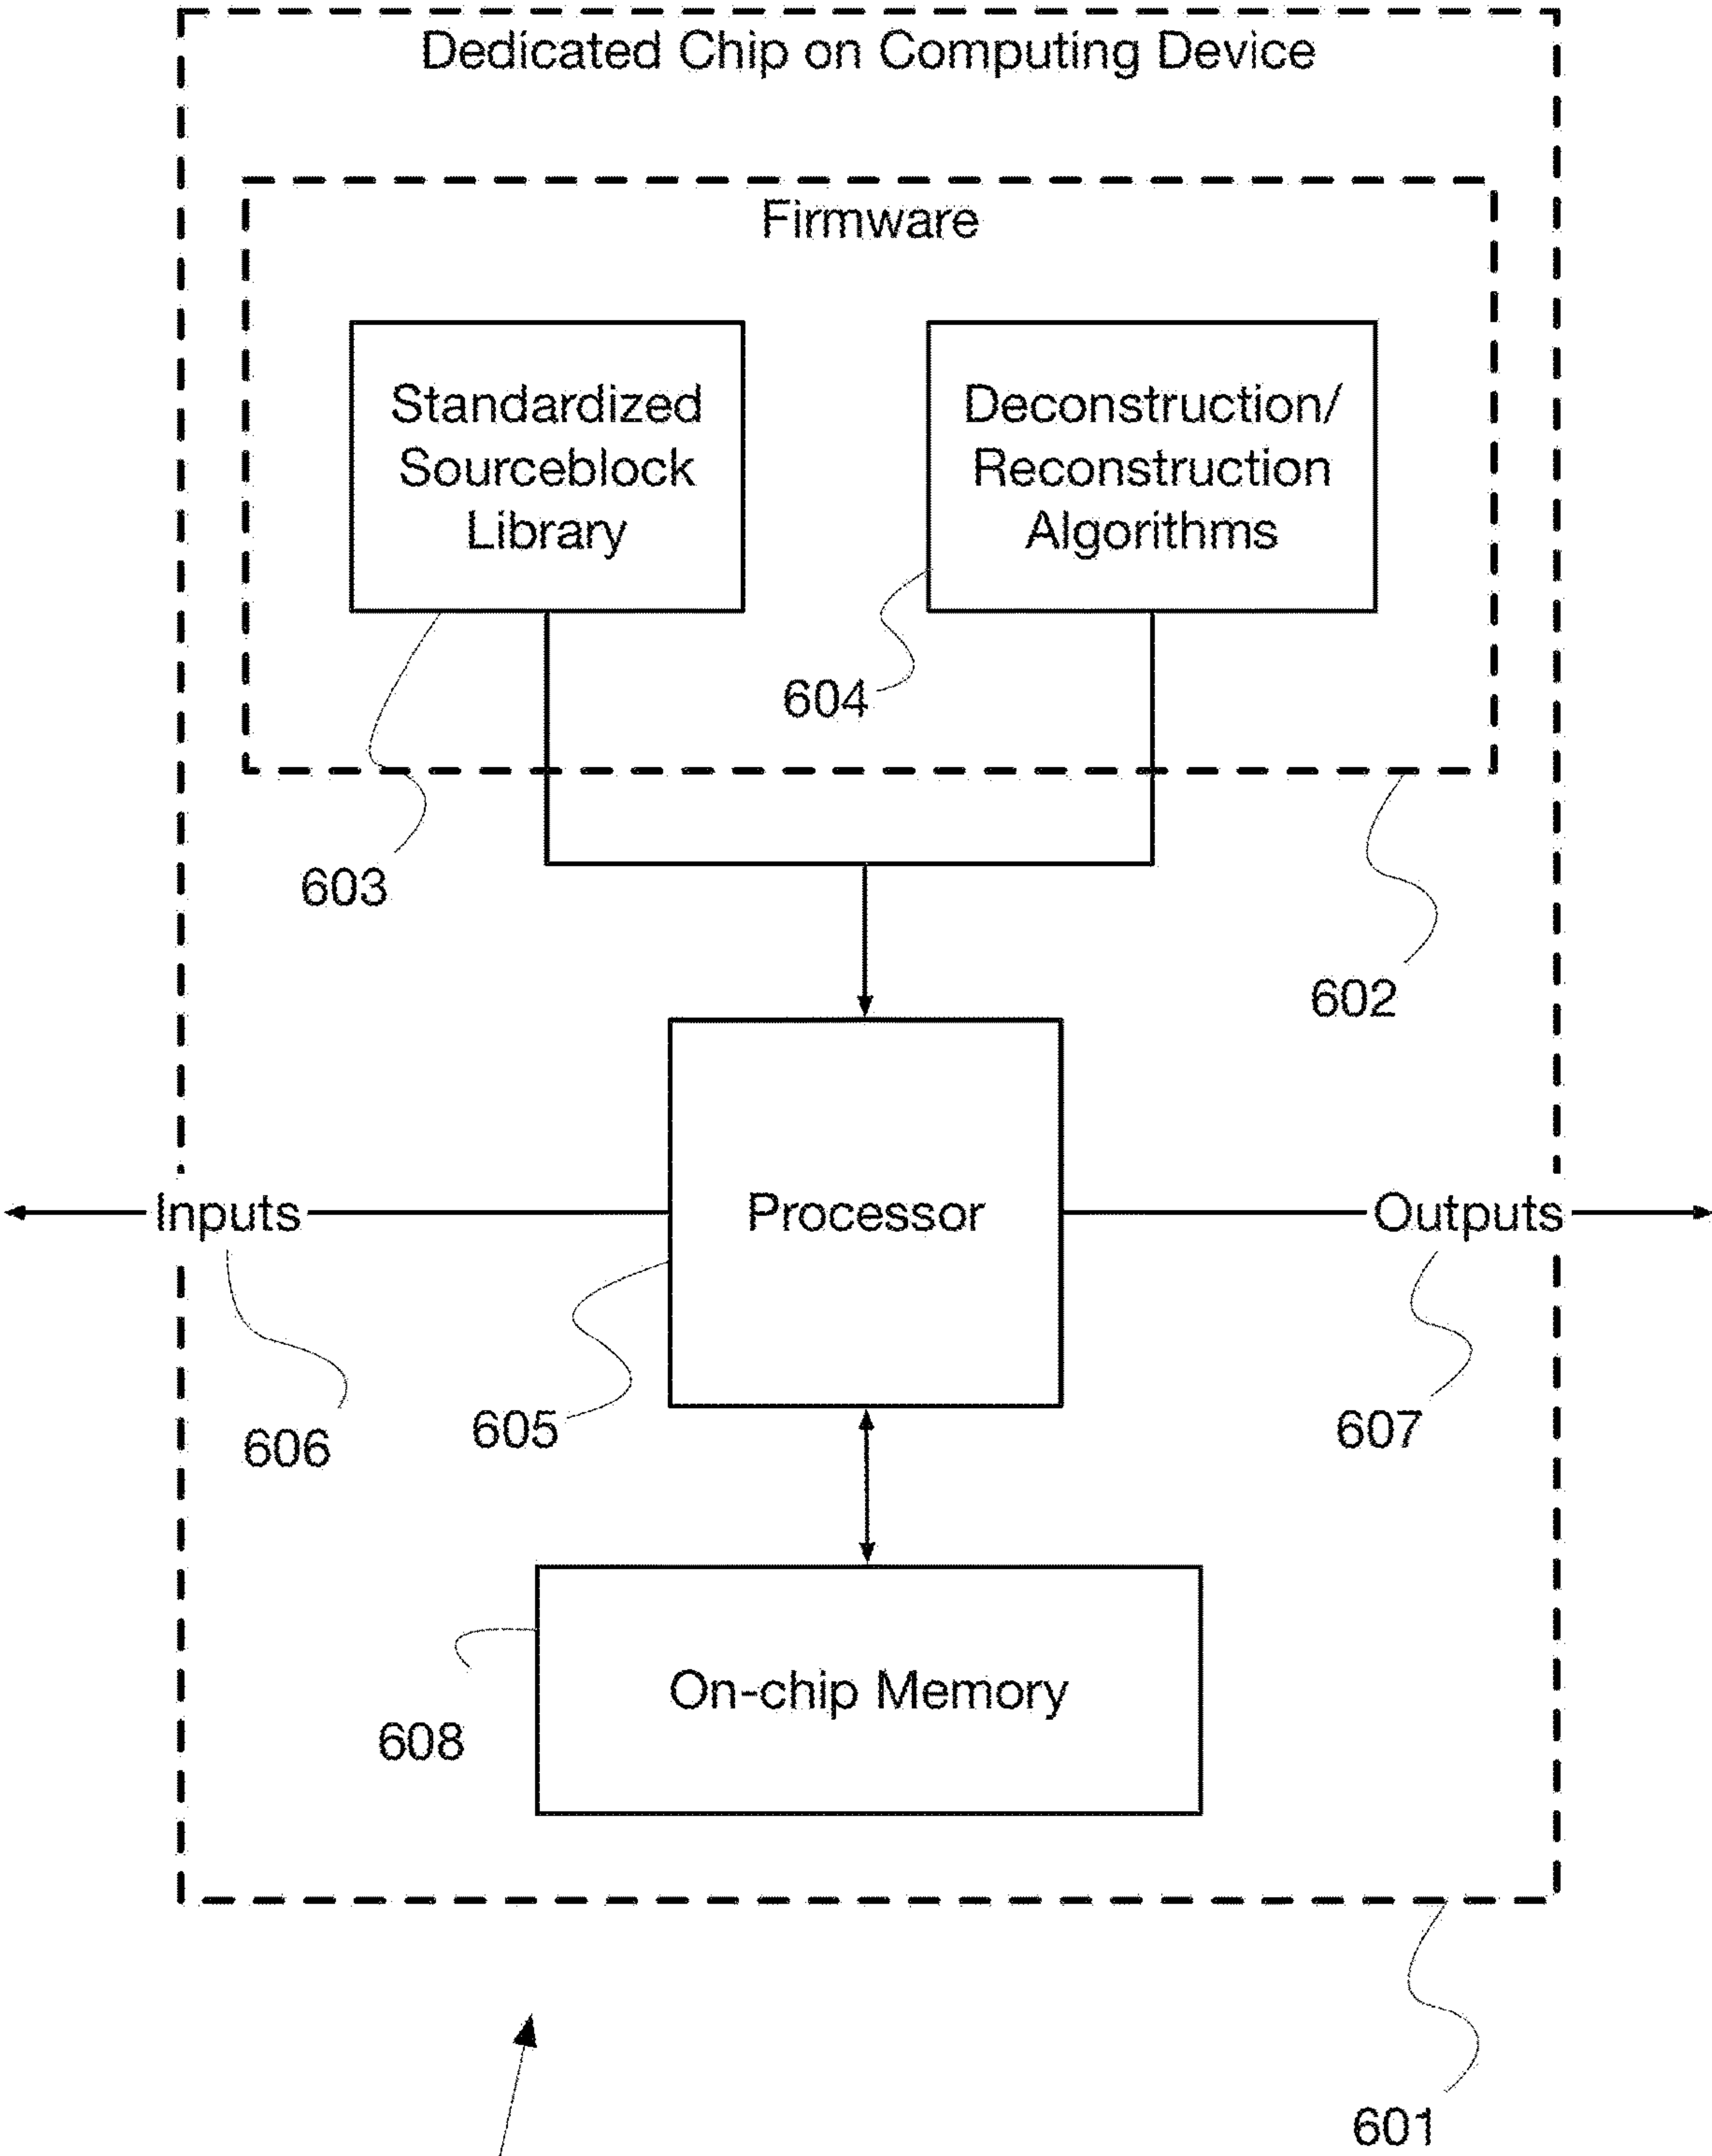 Dedicated Chip on Computing Device
Firmware
Standardized
Sourceblock
Library
Deconstruction/
Reconstruction
Algorithms
604
603
602
Inputs
Processor
Outputs
606
605
607
On-chip Memory
608
601